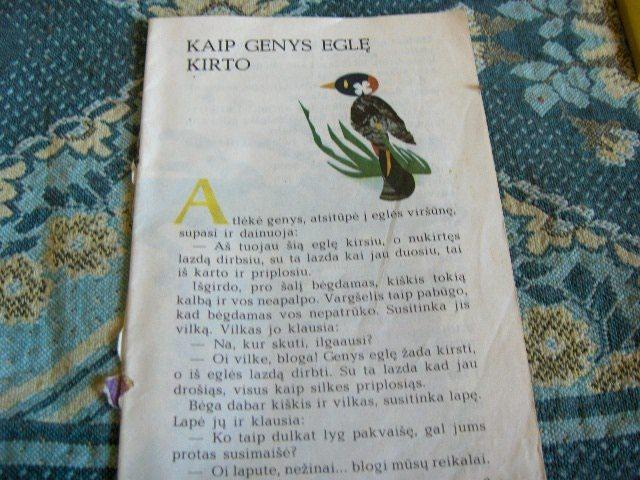 KAIP GENYS EGLĘ
KIRTO
Atlėkė genys, atsitūpė į eglės viršūnę,
supasi ir dainuoja:
— Aš tuojau šią eglę kirsiu, o nukirtęs
lazdą dirbsiu, su ta lazda kai jau duosiu, tai
iš karto ir priplosiu.
Išgirdo, pro šalį bėgdamas, kiškis tokią
kalbą ir vos neapalpo. Vargšelis taip pabūgo,
kad bėgdamas vos nepatrūko. Susitinka jis
vilką. Vilkas jo klausia:
— Na, kur skuti, ilgaausi?
— Oi vilke, bloga! Genys eglę žada kirsti,
o iš eglės lazdą dirbti. Su ta lazda kad jau
drošiąs, visus kaip silkes priplosiąs.
Bėga dabar kiškis ir vilkas, susitinka lapę.
Lapė jų ir klausia:
— Ko taip dulkat lyg pakvaišę, gal jums
protas susimaišė?
— Oi lapute, nežinai... blogi mūsų reikalai.